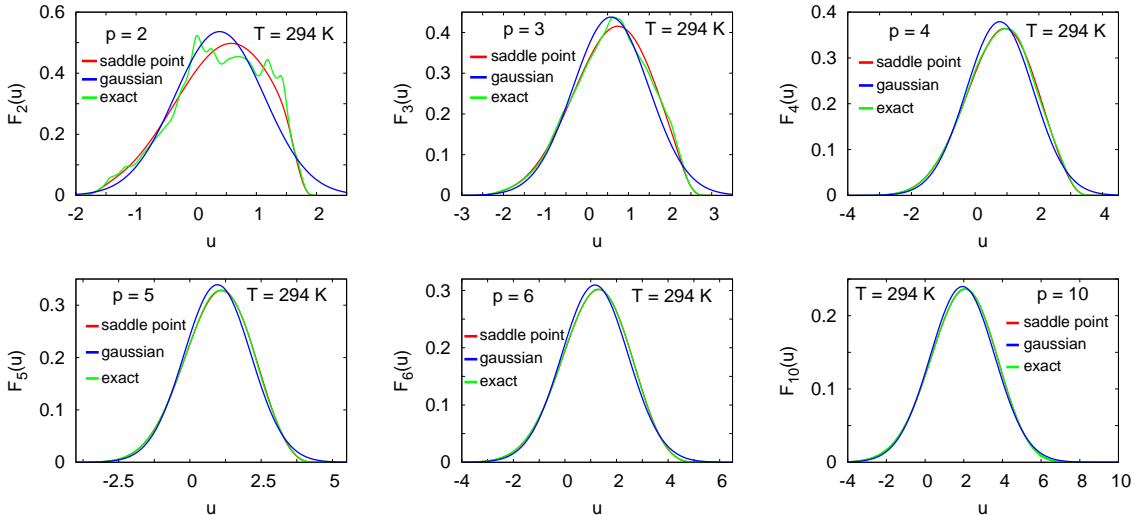 p = 2
T = 294 K
saddle point
gaussian
exact
F2(u)
0.6
0.4
0.2
0
-2 -1 0 1 2
u
p = 3
T = 294 K
saddle point
gaussian
exact
F3(u)
0.4
0.3
0.2
0.1
0
-3 -1 0 1 3
u
p = 4
T = 294 K
saddle point
gaussian
exact
F4(u)
0.4
0.3
0.2
0.1
0
-4 -2 0 2 4
u
p = 5
T = 294 K
saddle point
gaussian
exact
F5(u)
0.3
0.2
0.1
0
-2.5 0 2.5 5
u
p = 6
T = 294 K
saddle point
gaussian
exact
F6(u)
0.3
0.2
0.1
0
-4 -2 0 2 4 6
u
T = 294 K
p = 10
saddle point
gaussian
exact
F10(u)
0.2
0.1
0
-4 -2 0 2 4 6 8 10
u